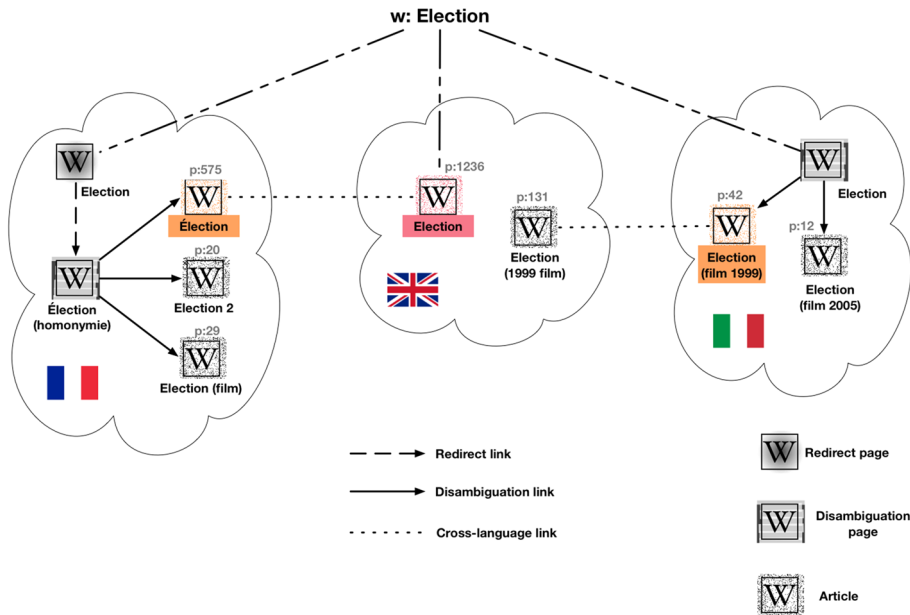 w: Election
W
Election
p:575
W
Élection
p:20
W
Election 2
W
Élection
(homonymie)
p:29
W
Election (film)
p:1236
W
Election
p:131
W
Election
(1999 film)
W
Election
p:42
W
Election
(film 1999)
p:12
W
Election
(film 2005)
Redirect link
Disambiguation link
Cross-language link
W
Redirect page
W
Disambiguation
page
W
Article